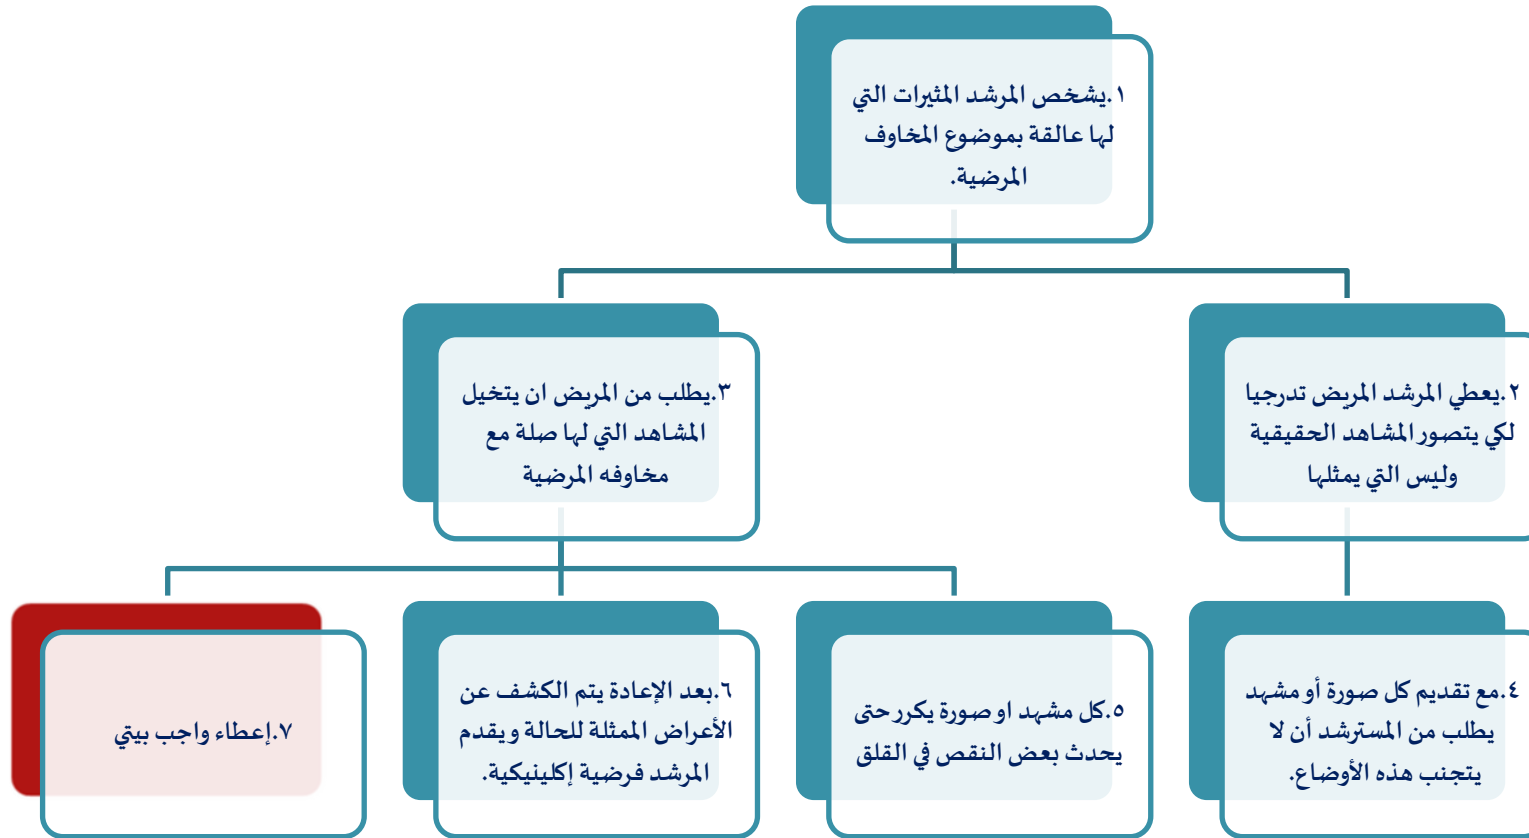 ١.يشخص المرشد المثيرات التي
لها عالقة بموضوع المخاوف
المرضية.
٢.يعطي المرشد المريض تدرجيا
لكي يتصور المشاهد الحقيقية
وليس التي يمثلها
٣.يطلب من المريض ان يتخيل
المشاهد التي لها صلة مع
مخاوفه المرضية
٤.مع تقديم كل صورة أو مشهد
يطلب من المسترشد أن لا
يتجنب هذه الأوضاع.
٥.كل مشهد او صورة يكرر حتى
يحدث بعض النقص في القلق
٦.بعد الإعادة يتم الكشف عن
الأعراض الممثلة للحالة ويقدم
المرشد فرضية إكلينيكية.
٧.إعطاء واجب بيتي